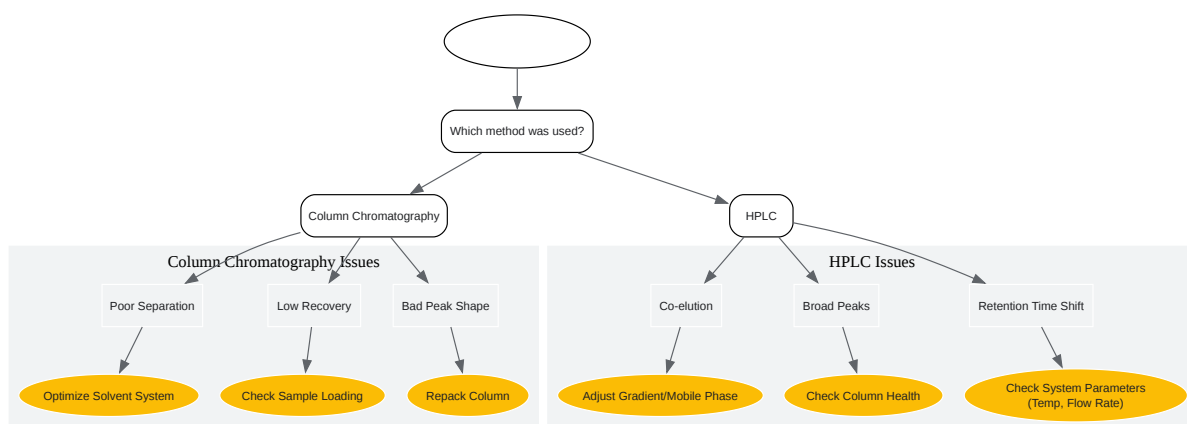 Which method was used?
Column Chromatography
HPLC
Column Chromatography Issues
HPLC Issues
Poor Separation
Low Recovery
Bad Peak Shape
Co-elution
Broad Peaks
Retention Time Shift
Optimize Solvent System
Check Sample Loading
Repack Column
Adjust Gradient/Mobile Phase
Check Column Health
Check System Parameters
(Temp, Flow Rate)